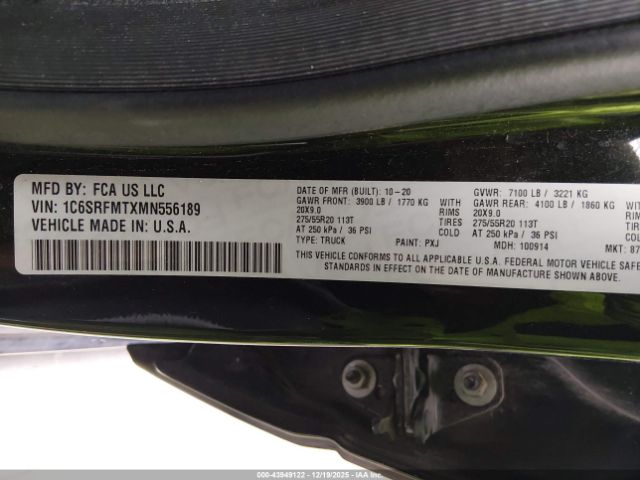 MFD BY: FCA US LLC
VIN: 1C6SRFMTXMN556189
VEHICLE MADE IN: U.S.A.
DATE OF MFR (BUILT): 10-20 GVWR: 7100 LB / 3221 KG
GAWR FRONT: 3900 LB / 1770 KG WITH GAWR REAR: 4100 LB / 1860 KG
20X9.0 RIMS 20X9.0
275/55R20 113T TIRES 275/55R20 113T
AT 250 kPa / 36 PSI COLD AT 250 kPa / 36 PSI
TYPE: TRUCK PAINT: PXJ MDH: 100914 MKT: 87
THIS VEHICLE CONFORMS TO ALL APPLICABLE U.S.A. FEDERAL MOTOR VEHICLE SAFE
STANDARDS IN EFFECT ON THE DATE OF MANUFACTURE SHOWN ABOVE.
000-43949122 - 12/19/2025 - IAA Inc.